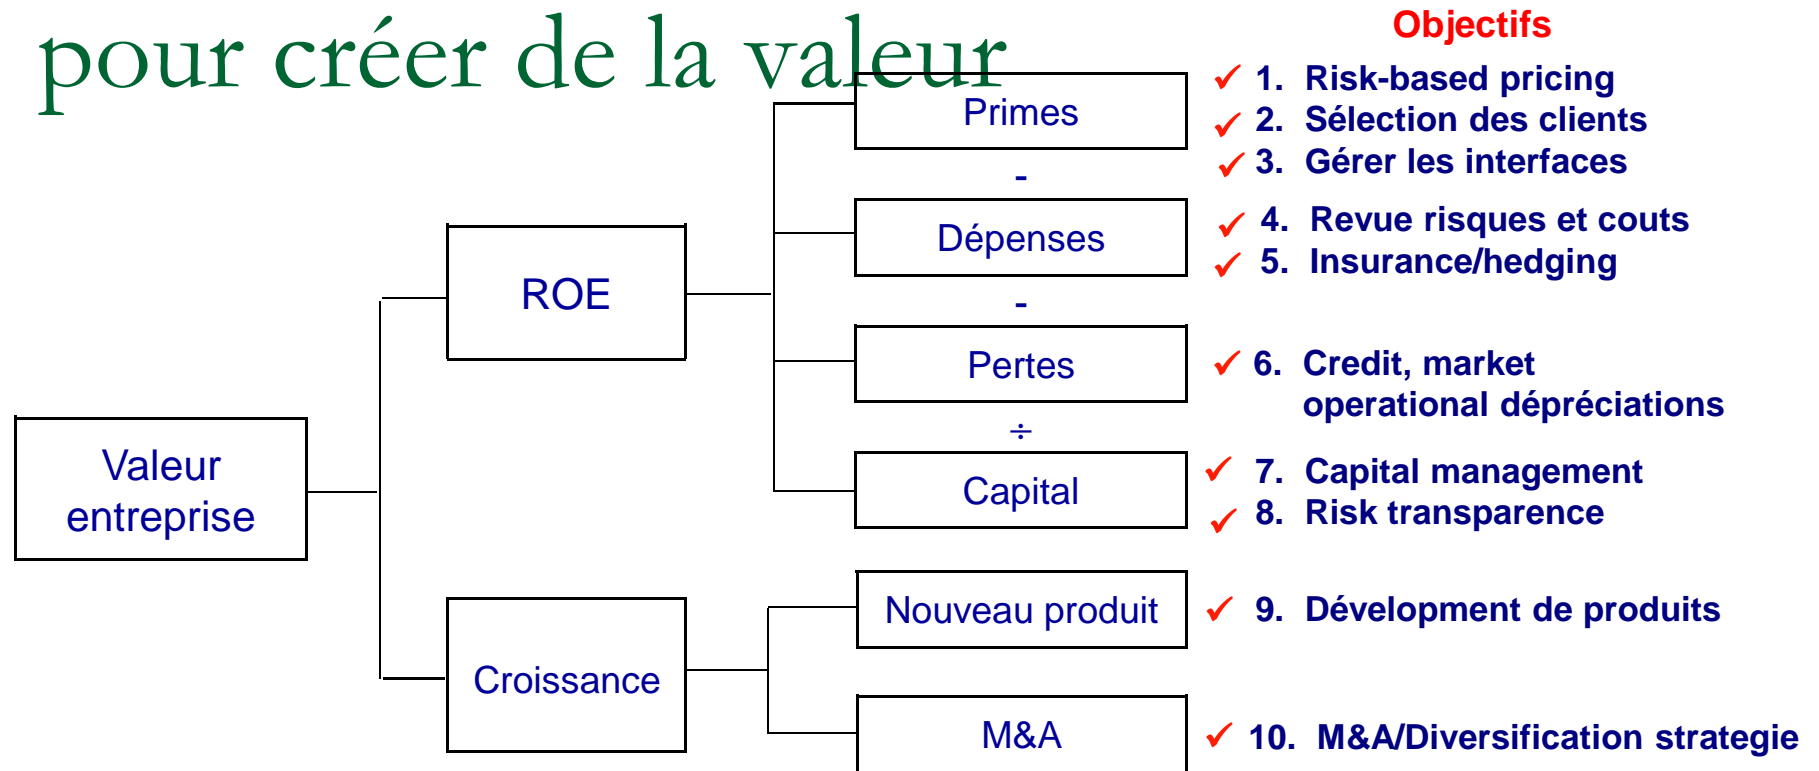 pour créer de la valeur
Objectifs
Primes
✓ 1. Risk-based pricing
✓ 2. Sélection des clients
✓ 3. Gérer les interfaces
-
Dépenses
✓ 4. Revue risques et couts
✓ 5. Insurance/hedging
ROE
-
Pertes
✓ 6. Credit, market
operational dépréciations
÷
Valeur
entreprise
Capital
✓ 7. Capital management
✓ 8. Risk transparence
Nouveau produit
✓ 9. Dévelopment de produits
Croissance
M&A
✓ 10. M&A/Diversification strategie